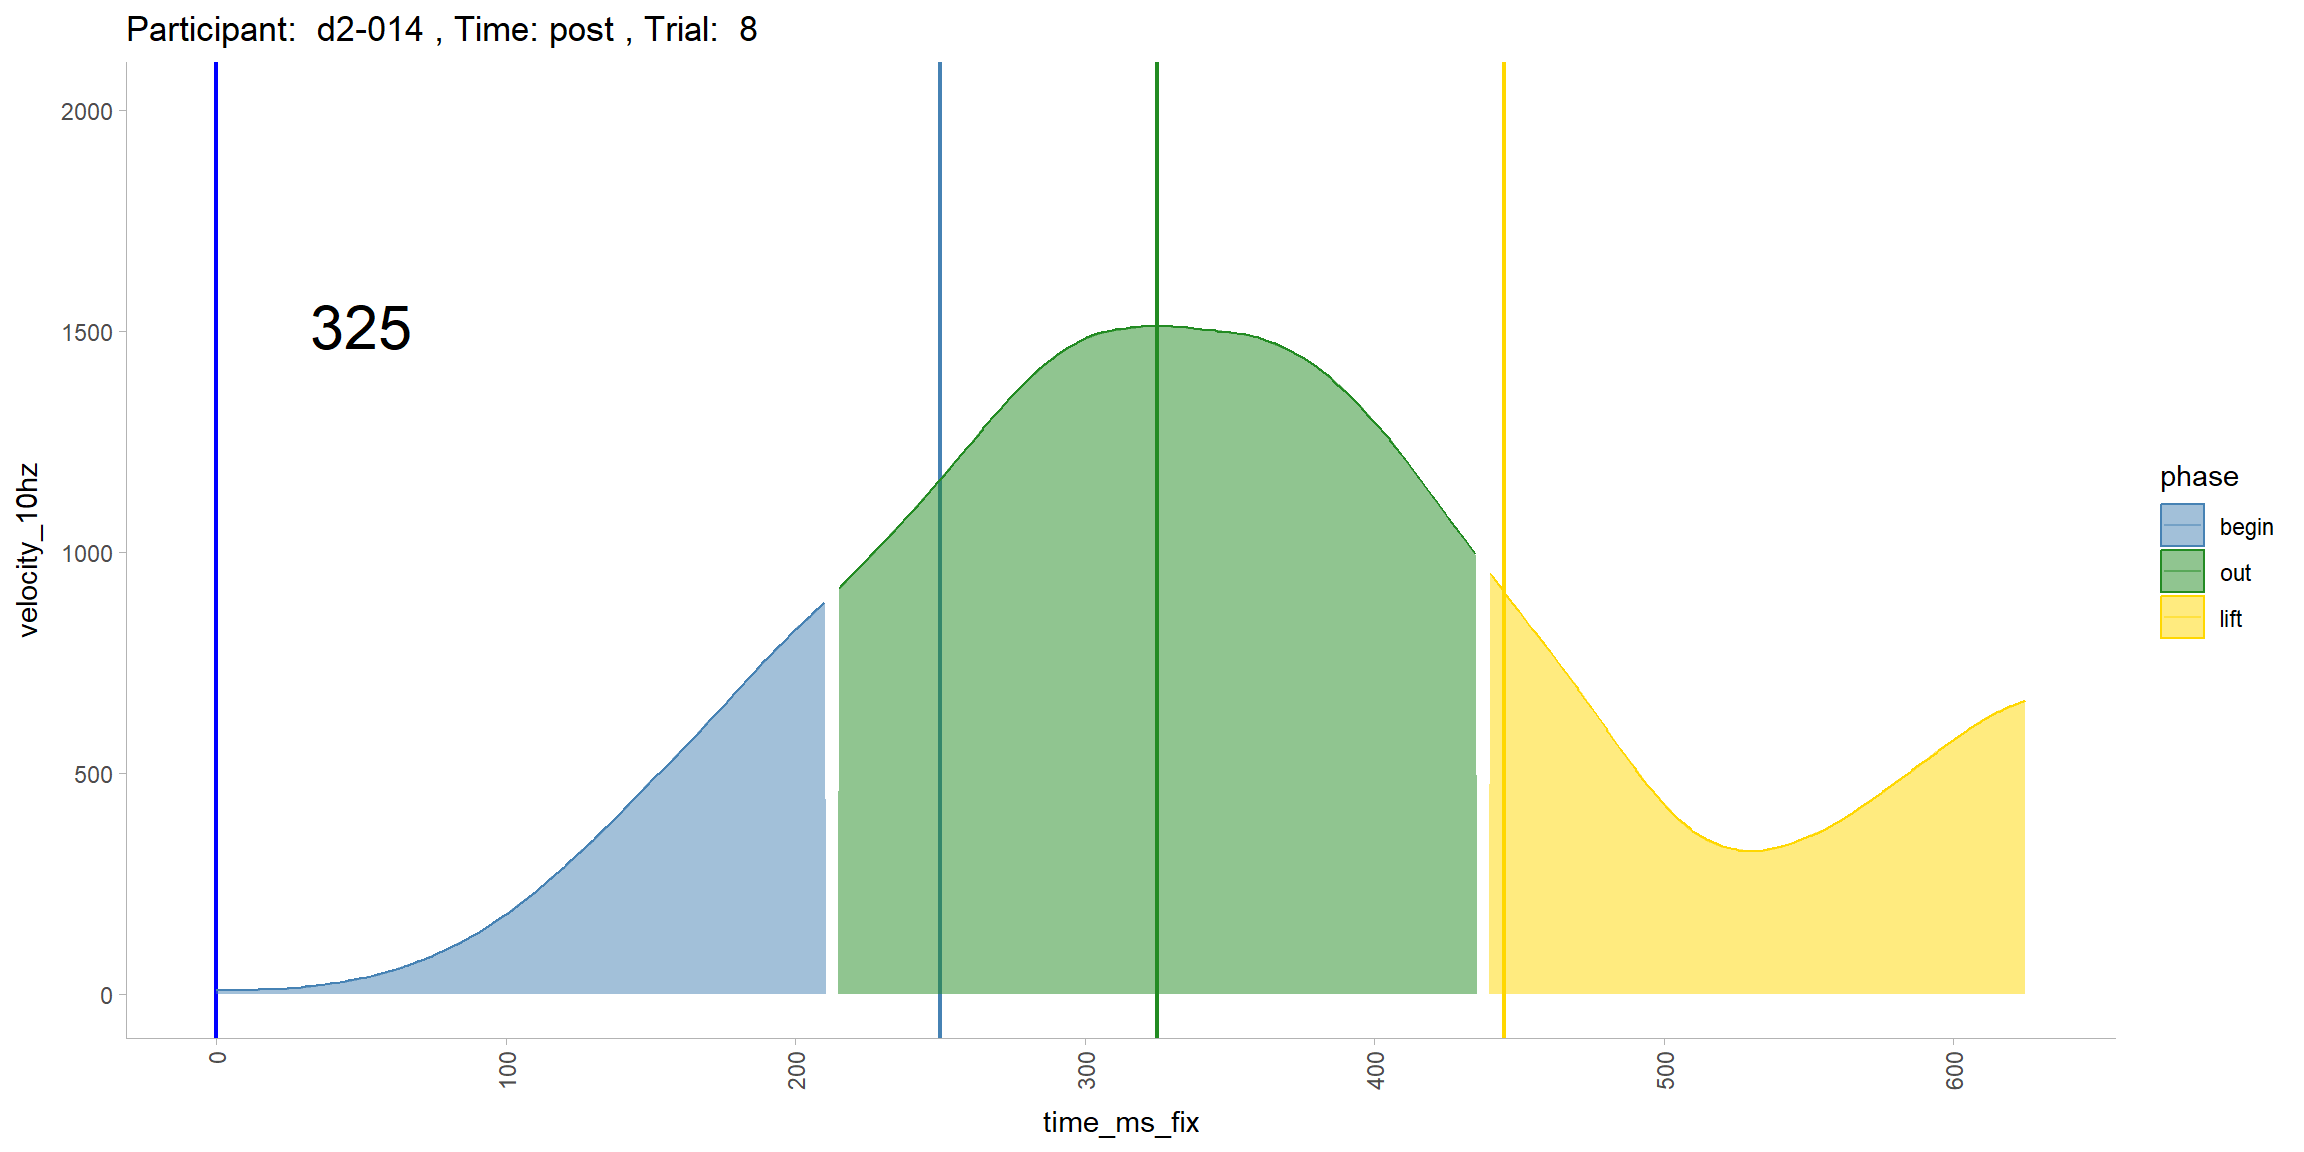 Participant:  d2-014 , Time: post , Trial:  8
2000
1500
1000
500
0
velocity_10hz
325
0
100
200
300
400
500
600
time_ms_fix
phase
begin
out
lift